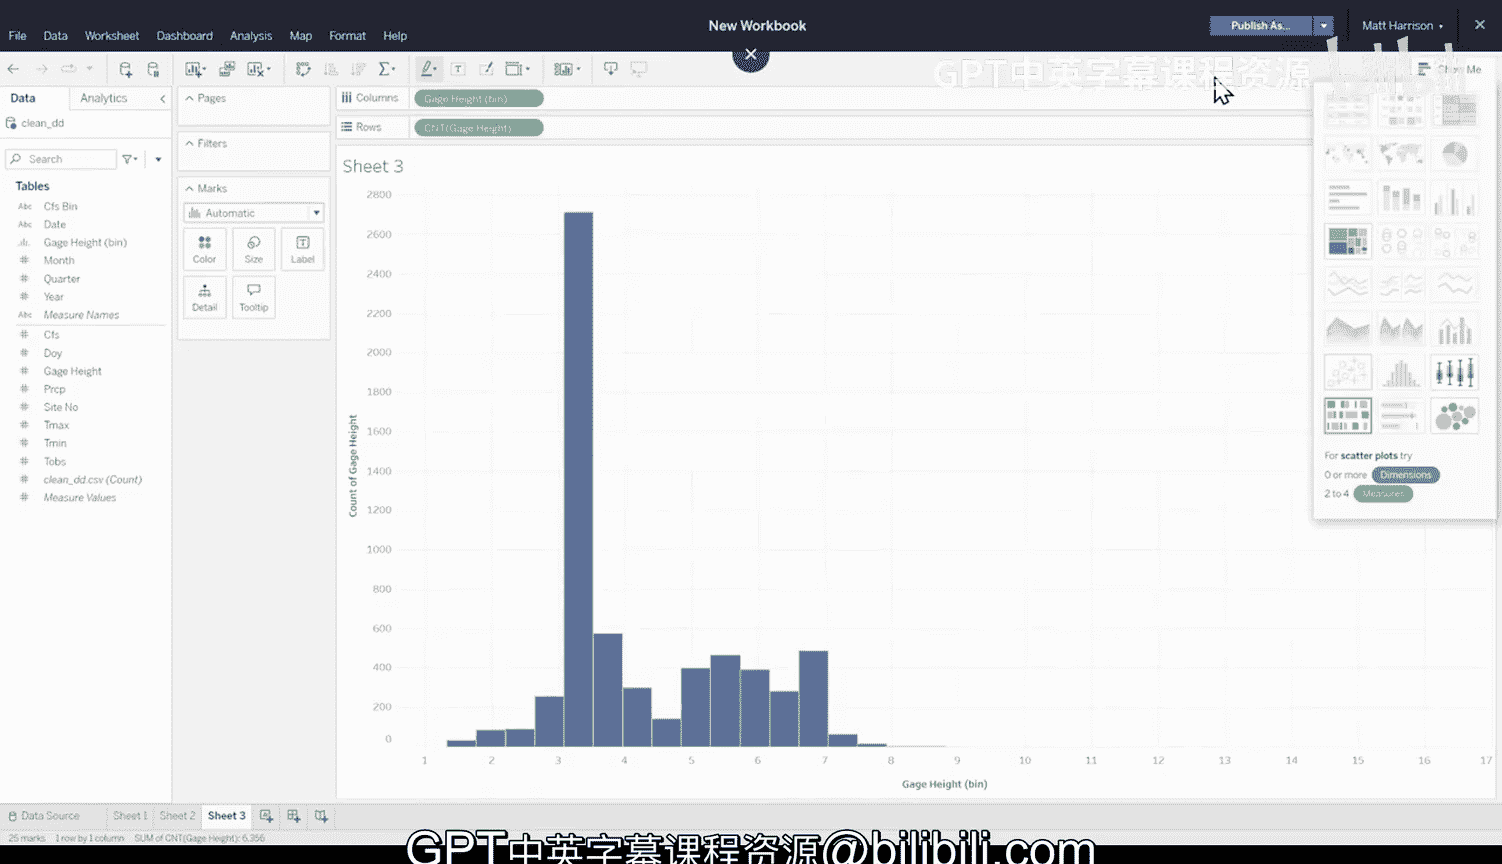 New Workbook
Publish As...
Matt Harrison
File Data Worksheet Dashboard Analysis Map Format Help
GPT中英字幕课程资源
Show Me
Data
Analytics
clean_dd
Search
Tables
Abc Cfs Bin
Abc Date
Gage Height (bin)
# Month
# Quarter
# Year
Abc Measure Names
# Cfs
# Doy
# Gage Height
# Prcp
# Site No
# Tmax
# Tmin
# Tobs
# clean_dd.csv (Count)
# Measure Values
Pages
Filters
Marks
Automatic
Color Size Label
Detail Tooltip
Columns Gage Height (bin)
Rows CNT(Gage Height)
Sheet 3
2800
2600
2400
2200
2000
1800
1600
1400
1200
1000
800
600
400
200
0
Count of Gage Height
1 2 3 4 5 6 7 8 9 10 11 12 13 14 15 16 17
Gage Height (bin)
For scatter plots try
0 or more Dimensions
2 to 4 Measures
Data Source Sheet 1 Sheet 2 Sheet 3
25 marks 1 row by 1 column SUM of CNT(Gage Height): 6,356
GPT中英字幕课程资源@bilibili.com